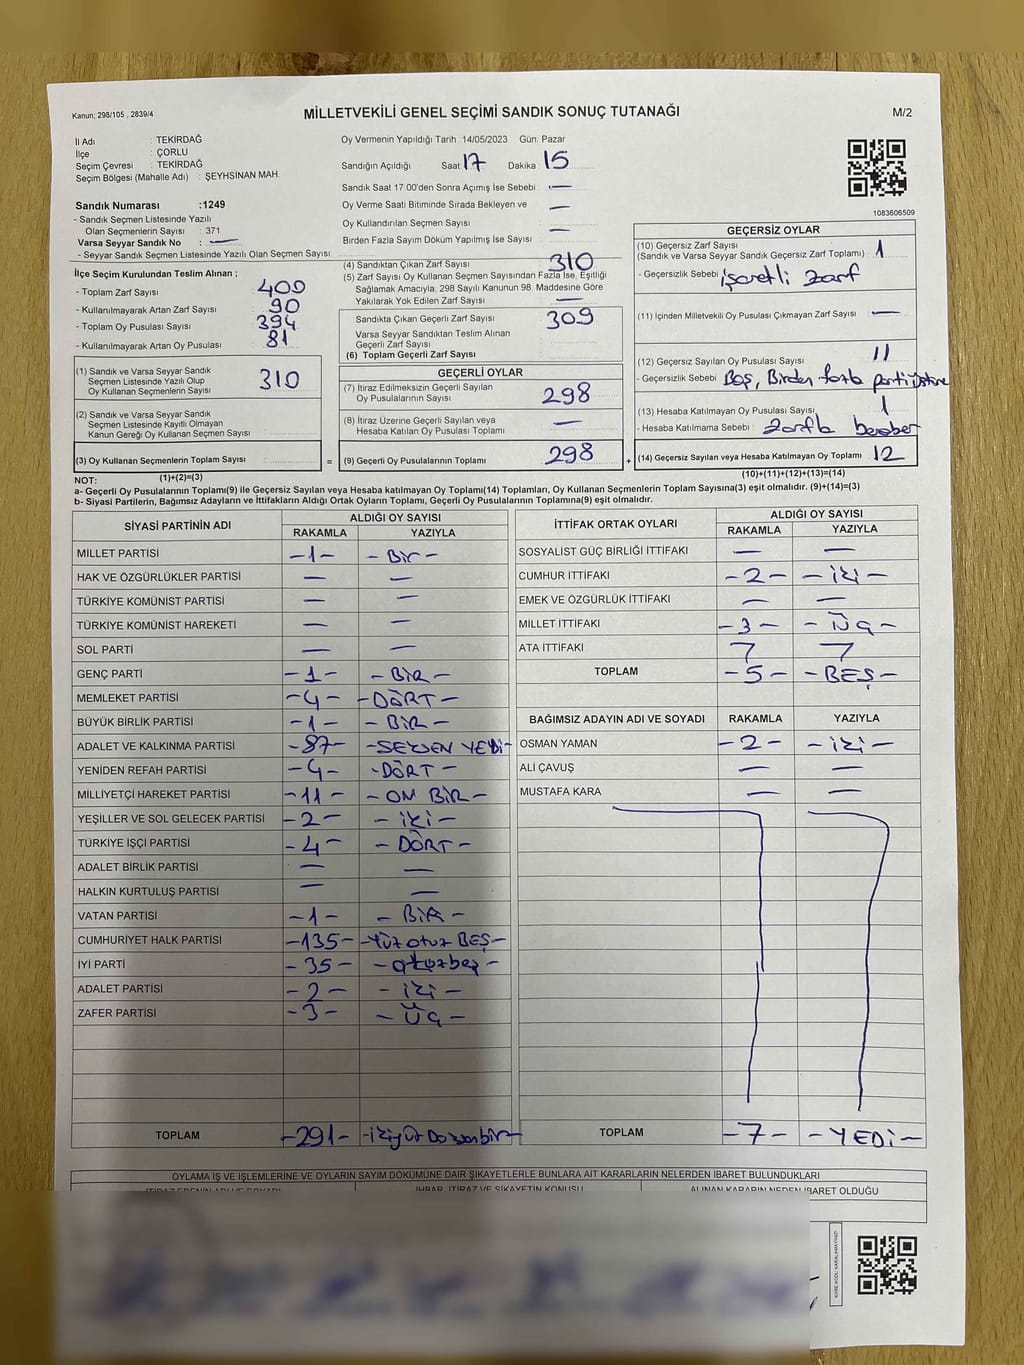 Kanun; 298/105 , 2839/4
MİLLETVEKİLİ GENEL SEÇİMİ SANDIK SONUÇ TUTANAĞI
M/2
İl Adı : TEKİRDAĞ
İlçe : ÇORLU
Seçim Çevresi : TEKİRDAĞ
Seçim Bölgesi (Mahalle Adı) : ŞEYHSİNAN MAH.
Sandık Numarası :1249
- Sandık Seçmen Listesinde Yazılı
Olan Seçmenlerin Sayısı : 371
Varsa Seyyar Sandık No : —
- Seyyar Sandık Seçmen Listesinde Yazılı Olan Seçmen Sayısı
Oy Vermenin Yapıldığı Tarih :14/05/2023 Gün: Pazar
Sandığın Açıldığı Saat 17 Dakika 15
Sandık Saat 17.00'den Sonra Açımış İse Sebebi : —
Oy Verme Saati Bitiminde Sırada Bekleyen ve —
Oy Kullandırılan Seçmen Sayısı —
Birden Fazla Sayım Döküm Yapılmış İse Sayısı —
1083606509
İlçe Seçim Kurulundan Teslim Alınan ;
- Toplam Zarf Sayısı 400
- Kullanılmayarak Artan Zarf Sayısı 90
- Toplam Oy Pusulası Sayısı 394
- Kullanılmayarak Artan Oy Pusulası 81
(4) Sandıktan Çıkan Zarf Sayısı 310
(5) Zarf Sayısı Oy Kullanan Seçmen Sayısından Fazla İse, Eşitliği
Sağlamak Amacıyla, 298 Sayılı Kanunun 98. Maddesine Göre
Yakılarak Yok Edilen Zarf Sayısı —
Sandıkta Çıkan Geçerli Zarf Sayısı 309
Varsa Seyyar Sandıktan Teslim Alınan
Geçerli Zarf Sayısı
(6) Toplam Geçerli Zarf Sayısı
GEÇERSİZ OYLAR
(10) Geçersiz Zarf Sayısı 1
(Sandık ve Varsa Seyyar Sandık Geçersiz Zarf Toplamı)
- Geçersizlik Sebebi işaretli zarf
(11) İçinden Milletvekili Oy Pusulası Çıkmayan Zarf Sayısı —
(12) Geçersiz Sayılan Oy Pusulası Sayısı 11
- Geçersizlik Sebebi Boş, Birden fazla parti üstüne
(13) Hesaba Katılmayan Oy Pusulası Sayısı 1
- Hesaba Katılmama Sebebi : Zarfla beraber
(14) Geçersiz Sayılan veya Hesaba Katılmayan Oy Toplamı 12
(10)+(11)+(12)+(13)=(14)
(1) Sandık ve Varsa Seyyar Sandık
Seçmen Listesinde Yazılı Olup
Oy Kullanan Seçmenlerin Sayısı 310
(2) Sandık ve Varsa Seyyar Sandık
Seçmen Listesinde Kayıtlı Olmayan
Kanun Gereği Oy Kullanan Seçmen Sayısı
(3) Oy Kullanan Seçmenlerin Toplam Sayısı =
(1)+(2)=(3)
GEÇERLİ OYLAR
(7) İtiraz Edilmeksizin Geçerli Sayılan
Oy Pusulalarının Sayısı 298
(8) İtiraz Üzerine Geçerli Sayılan veya
Hesaba Katılan Oy Pusulası Toplamı —
(9) Geçerli Oy Pusulalarının Toplamı 298 +
NOT:
a- Geçerli Oy Pusulalarının Toplamı(9) ile Geçersiz Sayılan veya Hesaba katılmayan Oy Toplamı(14) Toplamları, Oy Kullanan Seçmenlerin Toplam Sayısına(3) eşit olmalıdır. (9)+(14)=(3)
b- Siyasi Partilerin, Bağımsız Adayların ve İttifakların Aldığı Ortak Oyların Toplamı, Geçerli Oy Pusulalarının Toplamına(9) eşit olmalıdır.
SİYASİ PARTİNİN ADI ALDIĞI OY SAYISI
RAKAMLA YAZIYLA
MİLLET PARTİSİ -1- -Bir-
HAK VE ÖZGÜRLÜKLER PARTİSİ — —
TÜRKİYE KOMÜNİST PARTİSİ — —
TÜRKİYE KOMÜNİST HAREKETİ — —
SOL PARTİ — —
GENÇ PARTİ -1- -BİR-
MEMLEKET PARTİSİ -4- -DÖRT-
BÜYÜK BİRLİK PARTİSİ -1- -BİR-
ADALET VE KALKINMA PARTİSİ -87- -SEKSEN YEDİ-
YENİDEN REFAH PARTİSİ -4- -DÖRT-
MİLLİYETÇİ HAREKET PARTİSİ -11- -ON BİR-
YEŞİLLER VE SOL GELECEK PARTİSİ -2- -iki-
TÜRKİYE İŞÇİ PARTİSİ -4- -DÖRT-
ADALET BİRLİK PARTİSİ — —
HALKIN KURTULUŞ PARTİSİ — —
VATAN PARTİSİ -1- -BİR-
CUMHURİYET HALK PARTİSİ -135- -Yüz otuz BEŞ-
İYİ PARTİ -35- -otuzbeş-
ADALET PARTİSİ -2- -iki-
ZAFER PARTİSİ -3- -ÜÇ-
TOPLAM -291- -ikiyüz Doksanbir-
İTTİFAK ORTAK OYLARI ALDIĞI OY SAYISI
RAKAMLA YAZIYLA
SOSYALİST GÜÇ BİRLİĞİ İTTİFAKI — —
CUMHUR İTTİFAKI -2- -iki-
EMEK VE ÖZGÜRLÜK İTTİFAKI — —
MİLLET İTTİFAKI -3- -ÜÇ-
ATA İTTİFAKI
TOPLAM -5- -BEŞ-
BAĞIMSIZ ADAYIN ADI VE SOYADI RAKAMLA YAZIYLA
OSMAN YAMAN -2- -iki-
ALİ ÇAVUŞ — —
MUSTAFA KARA — —
TOPLAM -7- -YEDİ-
OYLAMA İŞ VE İŞLEMLERİNE VE OYLARIN SAYIM DÖKÜMÜNE DAİR ŞİKAYETLERLE BUNLARA AİT KARARLARIN NELERDEN İBARET BULUNDUKLARI
İHBAR, İTİRAZ VE ŞİKAYETİN KONUSU ALINAN KARARIN NEDEN İBARET OLDUĞU